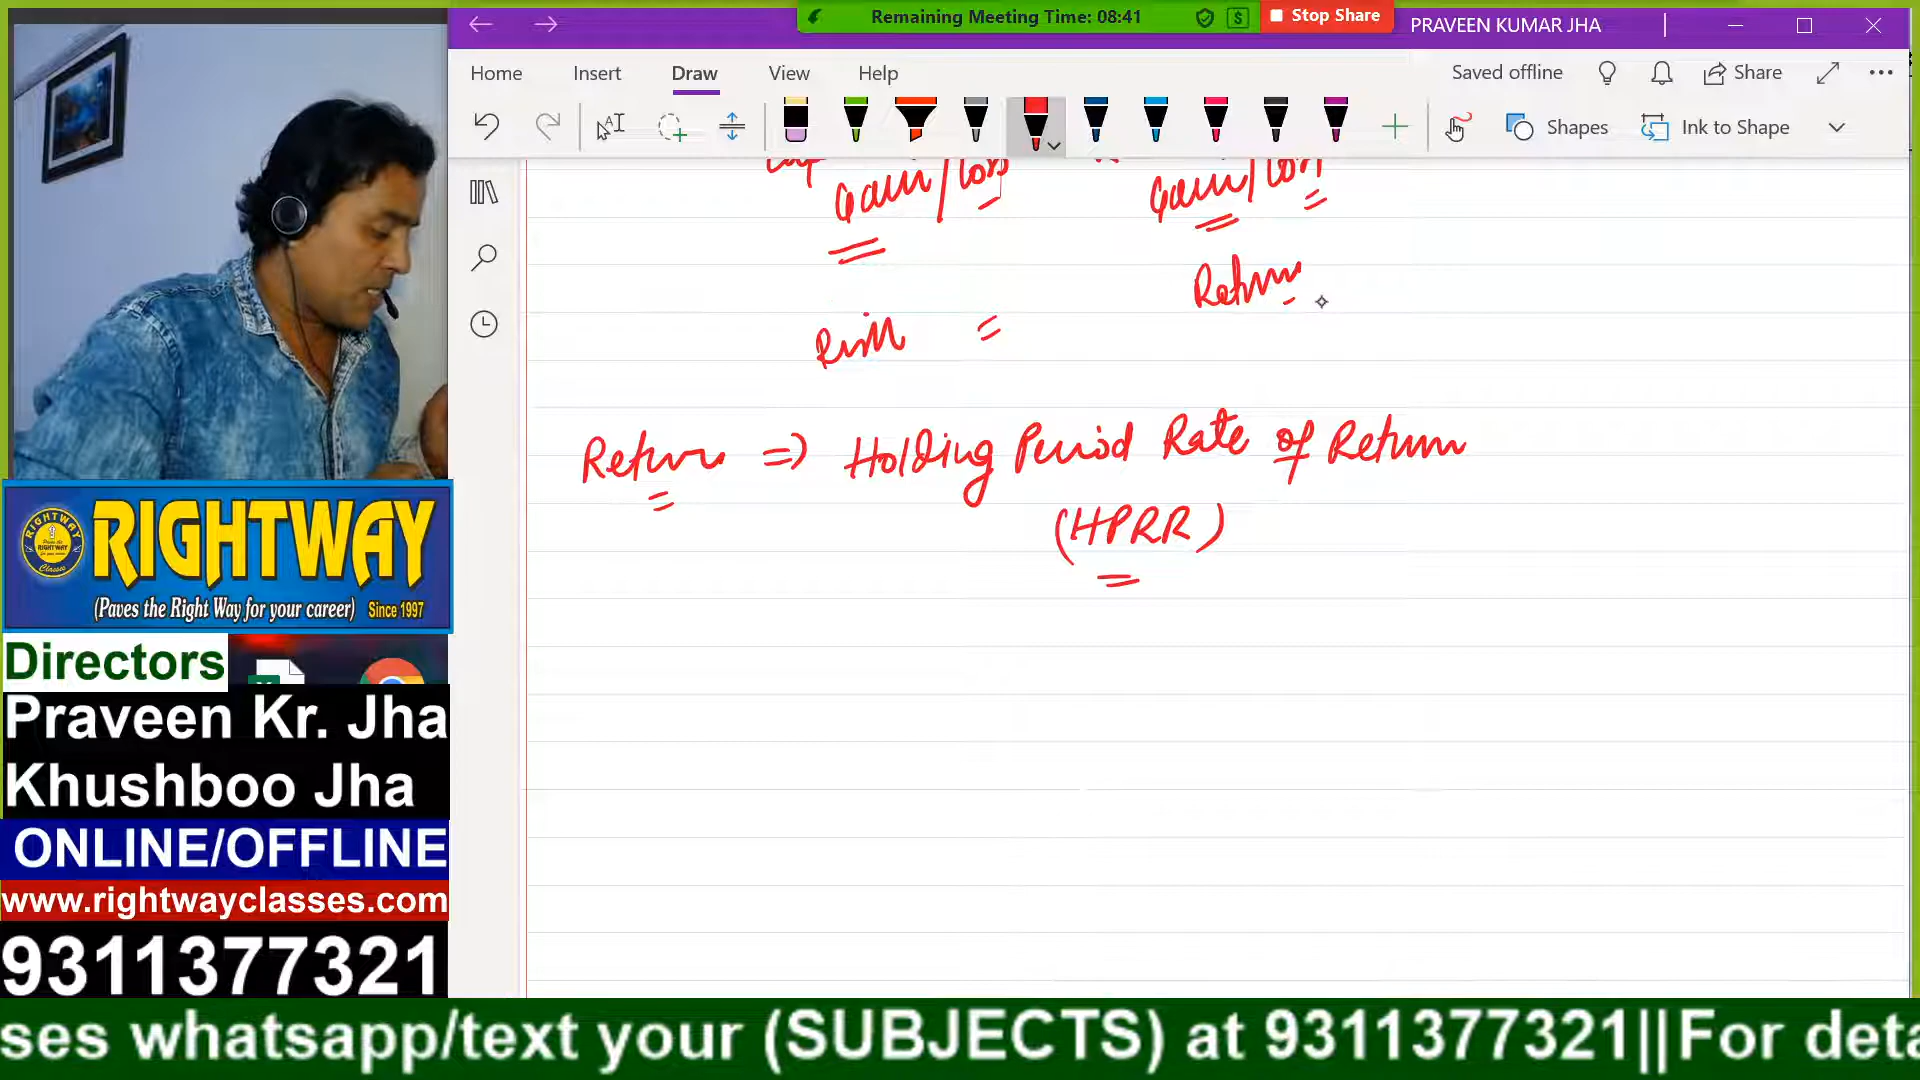 Remaining Meeting Time: 08:41
Stop Share
PRAVEEN KUMAR JHA
Home Insert Draw View Help
Saved offline
Share
Shapes
Ink to Shape
Gain/Loss
Gain/Loss
Return
Risk =
Return => Holding Period Rate of Return
(HPRR)
RIGHTWAY
Classes
RIGHTWAY
(Paves the Right Way for your career) Since 1997
Directors
Praveen Kr. Jha
Khushboo Jha
ONLINE/OFFLINE
www.rightwayclasses.com
9311377321
ses whatsapp/text your (SUBJECTS) at 9311377321||For deta